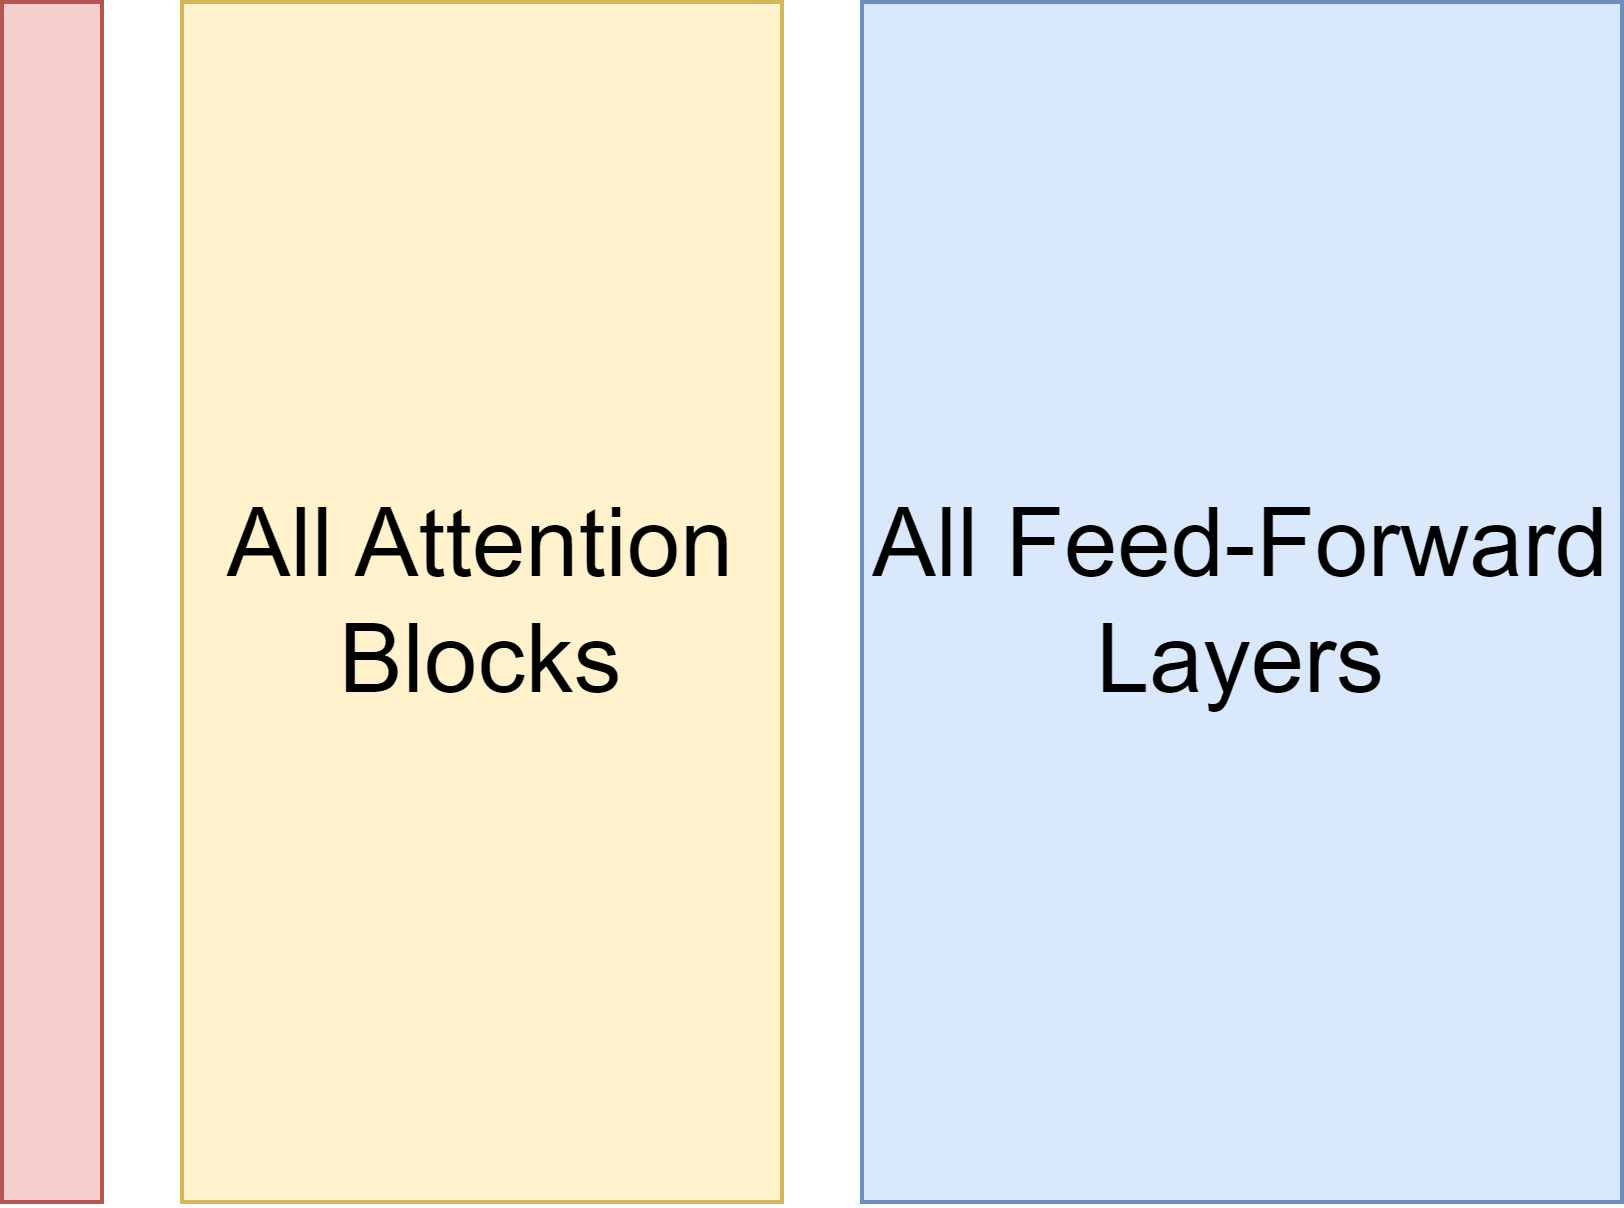 All Attention
Blocks
All Feed-Forward
Layers